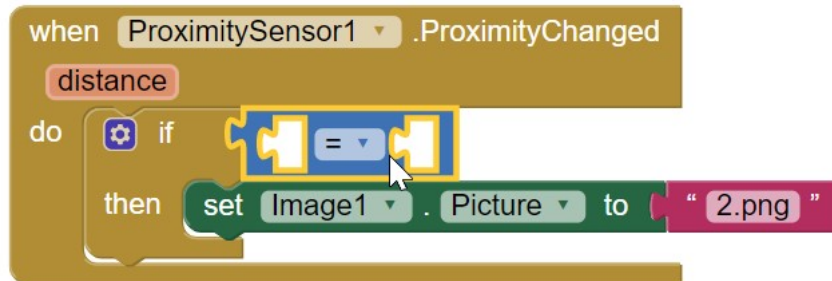 when ProximitySensor1 .ProximityChanged
distance
do if =
then set Image1 . Picture to " 2.png "